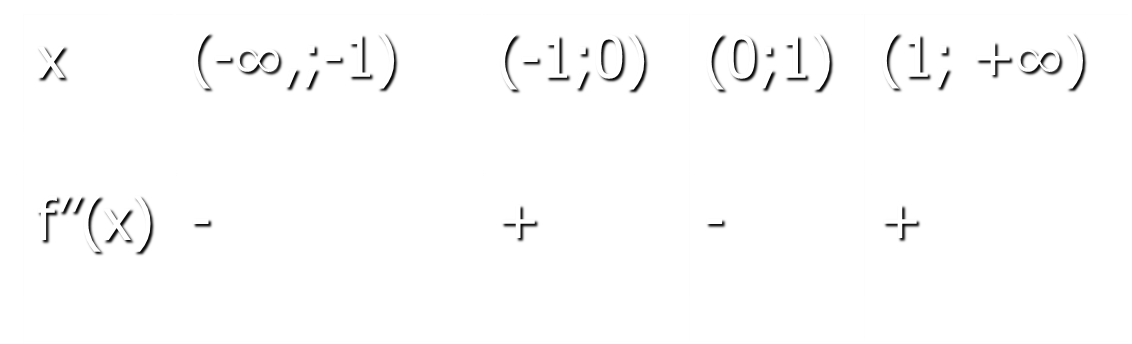 x (-∞,;-1) (-1;0) (0;1) (1; +∞)
f″(x) - + - +